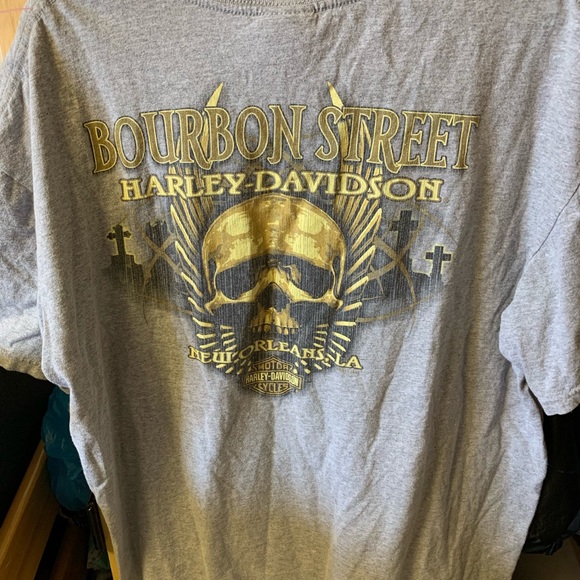 BOURBON STREET
HARLEY-DAVIDSON
NEW ORLEANS, LA
MOTOR
HARLEY-DAVIDSON
CYCLES